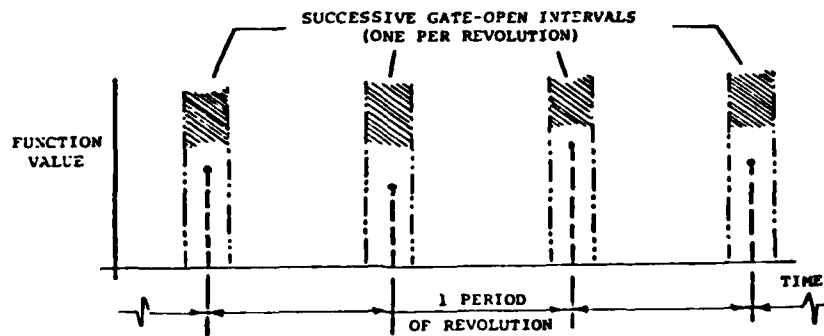 SUCCESSIVE GATE-OPEN INTERVALS
(ONE PER REVOLUTION)
FUNCTION
VALUE
TIME
1 PERIOD
OF REVOLUTION